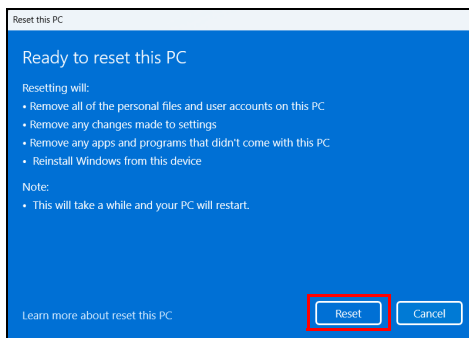 Reset this PC
Ready to reset this PC
Resetting will:
• Remove all of the personal files and user accounts on this PC
• Remove any changes made to settings
• Remove any apps and programs that didn't come with this PC
• Reinstall Windows from this device
Note:
• This will take a while and your PC will restart.
Learn more about reset this PC
Reset
Cancel